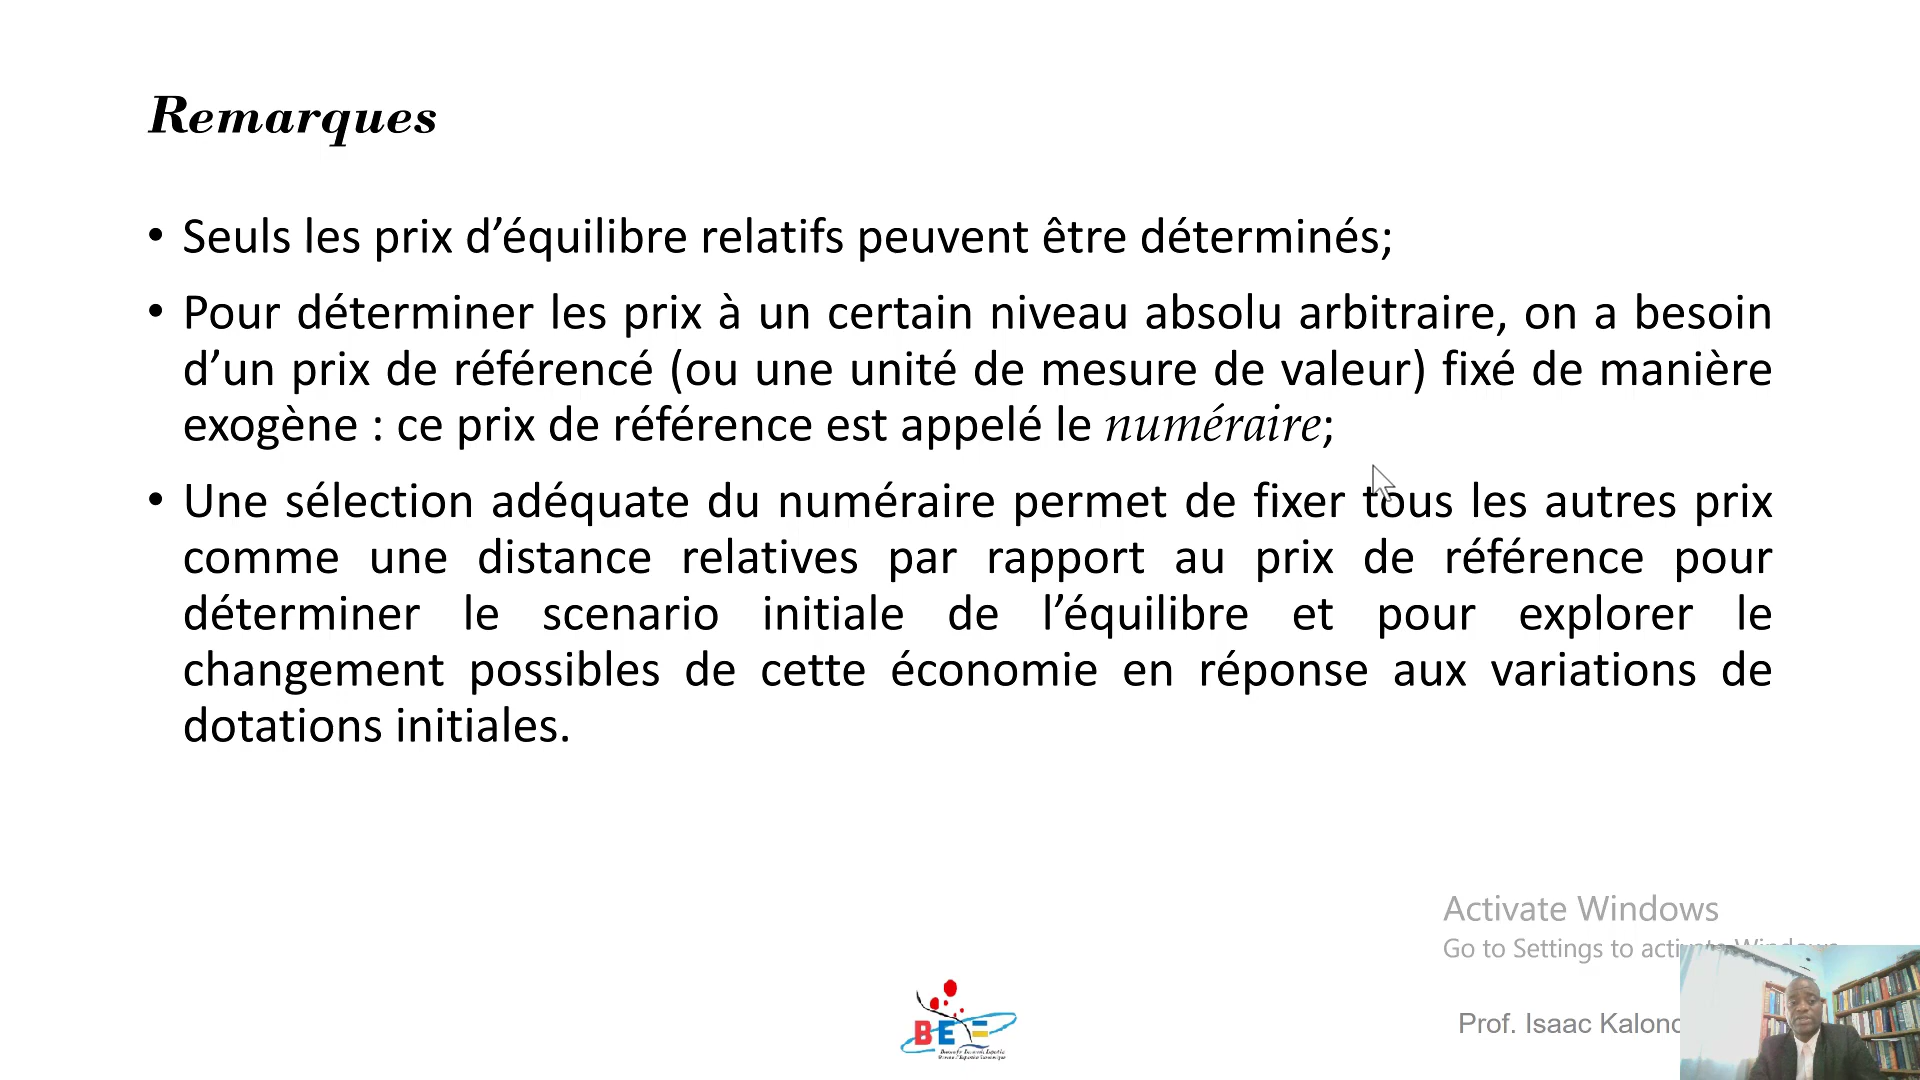 Remarques
• Seuls les prix d’équilibre relatifs peuvent être déterminés;
• Pour déterminer les prix à un certain niveau absolu arbitraire, on a besoin
d’un prix de référencé (ou une unité de mesure de valeur) fixé de manière
exogène : ce prix de référence est appelé le numéraire;
• Une sélection adéquate du numéraire permet de fixer tous les autres prix
comme une distance relatives par rapport au prix de référence pour
déterminer le scenario initiale de l’équilibre et pour explorer le
changement possibles de cette économie en réponse aux variations de
dotations initiales.
Activate Windows
Go to Settings to activate Windows.
BEE
Prof. Isaac Kalonc